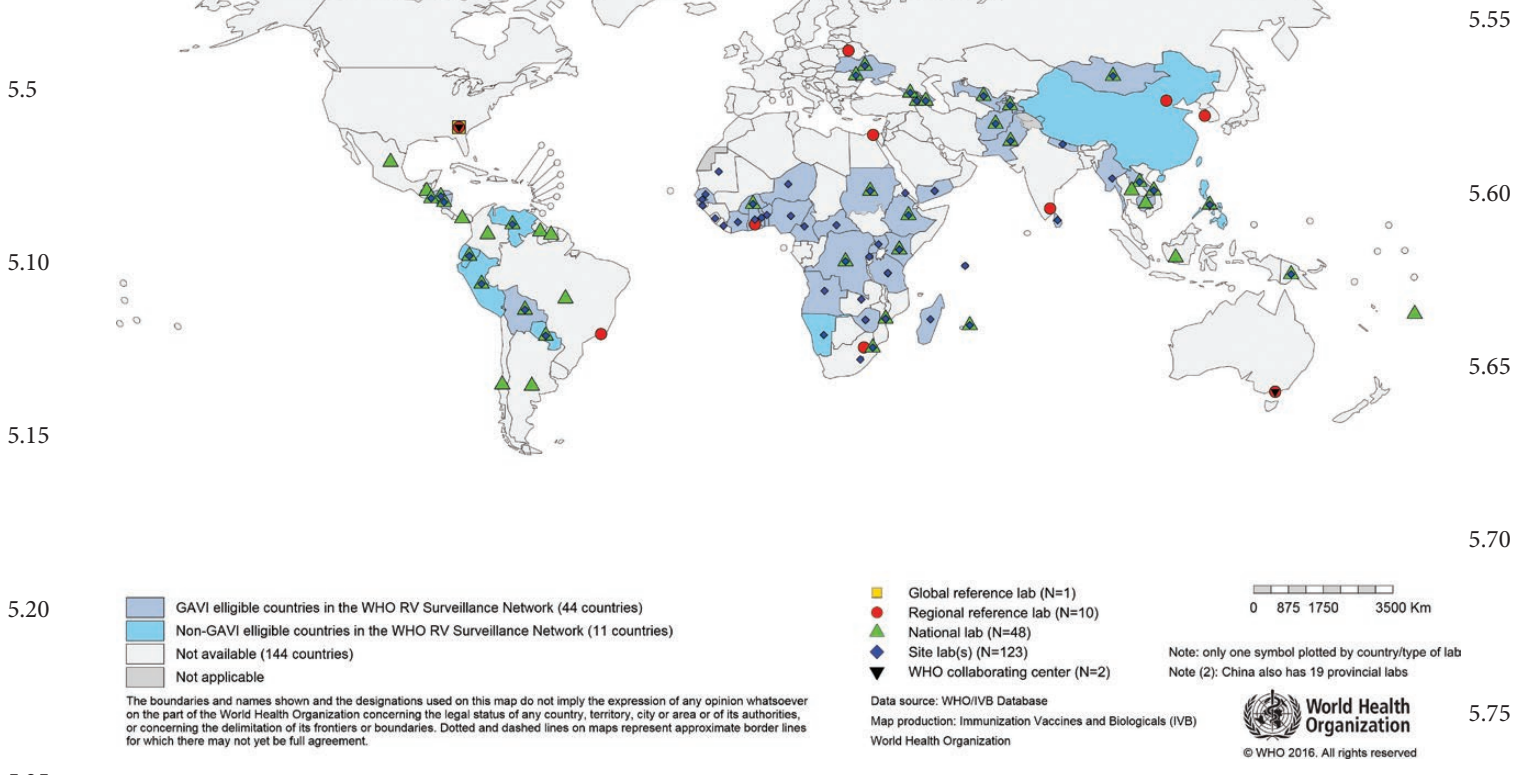 5.55
5.5
5.60
5.10
5.65
5.15
5.70
5.20
GAVI elligible countries in the WHO RV Surveillance Network (44 countries)
Non-GAVI elligible countries in the WHO RV Surveillance Network (11 countries)
Not available (144 countries)
Not applicable
The boundaries and names shown and the designations used on this map do not imply the expression of any opinion whatsoever
on the part of the World Health Organization concerning the legal status of any country, territory, city or area or of its authorities,
or concerning the delimitation of its frontiers or boundaries. Dotted and dashed lines on maps represent approximate border lines
for which there may not yet be full agreement.
Global reference lab (N=1)
Regional reference lab (N=10)
National lab (N=48)
Site lab(s) (N=123)
WHO collaborating center (N=2)
Data source: WHO/IVB Database
Map production: Immunization Vaccines and Biologicals (IVB)
World Health Organization
0 875 1750 3500 Km
Note: only one symbol plotted by country/type of lab
Note (2): China also has 19 provincial labs
World Health
Organization
© WHO 2016. All rights reserved
5.75